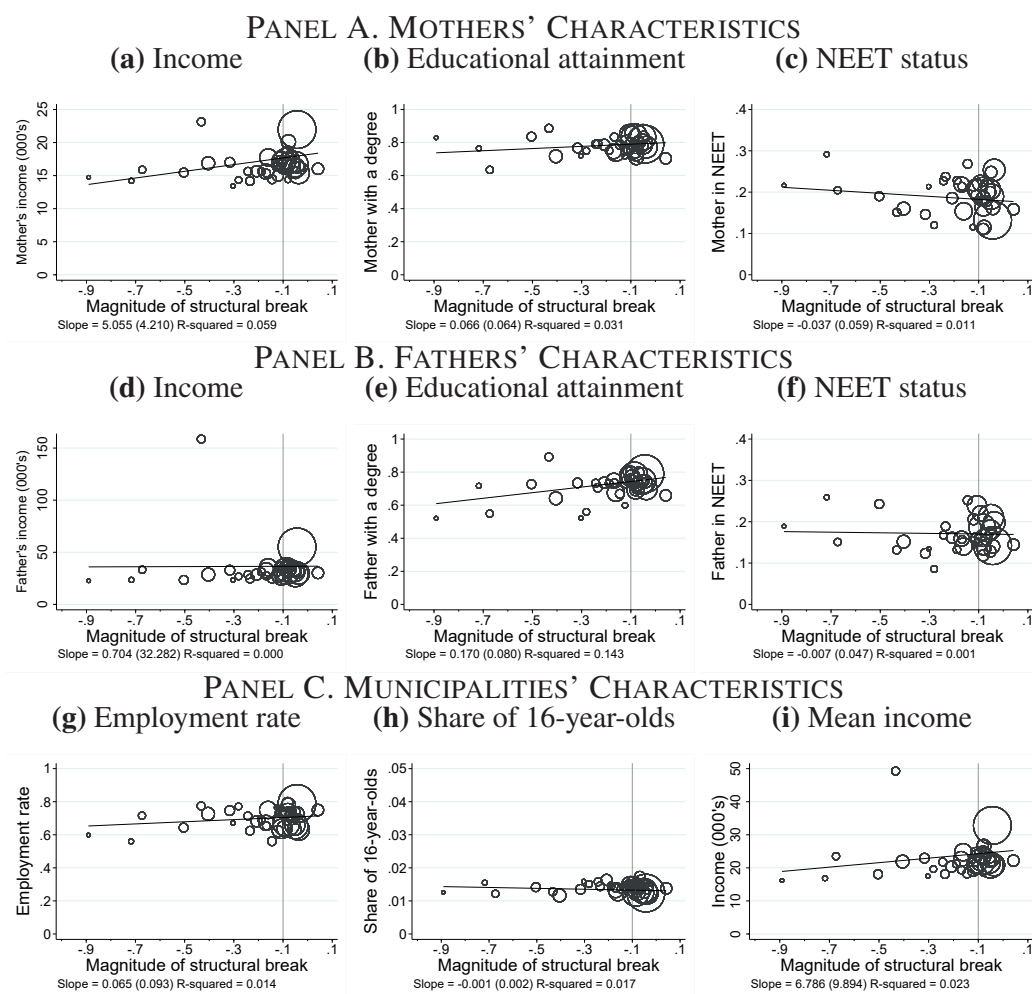 PANEL A. MOTHERS' CHARACTERISTICS
(a) Income (b) Educational attainment (c) NEET status
Mother's income (000's)
25
20
15
10
5
0
-.9 -.7 -.5 -.3 -.1 .1
Magnitude of structural break
Slope = 5.055 (4.210) R-squared = 0.059
Mother with a degree
1
.8
.6
.4
.2
0
-.9 -.7 -.5 -.3 -.1 .1
Magnitude of structural break
Slope = 0.066 (0.064) R-squared = 0.031
Mother in NEET
.4
.3
.2
.1
0
-.9 -.7 -.5 -.3 -.1 .1
Magnitude of structural break
Slope = -0.037 (0.059) R-squared = 0.011
PANEL B. FATHERS' CHARACTERISTICS
(d) Income (e) Educational attainment (f) NEET status
Father's income (000's)
150
100
50
0
-.9 -.7 -.5 -.3 -.1 .1
Magnitude of structural break
Slope = 0.704 (32.282) R-squared = 0.000
Father with a degree
1
.8
.6
.4
.2
0
-.9 -.7 -.5 -.3 -.1 .1
Magnitude of structural break
Slope = 0.170 (0.080) R-squared = 0.143
Father in NEET
.4
.3
.2
.1
0
-.9 -.7 -.5 -.3 -.1 .1
Magnitude of structural break
Slope = -0.007 (0.047) R-squared = 0.001
PANEL C. MUNICIPALITIES' CHARACTERISTICS
(g) Employment rate (h) Share of 16-year-olds (i) Mean income
Employment rate
1
.8
.6
.4
.2
0
-.9 -.7 -.5 -.3 -.1 .1
Magnitude of structural break
Slope = 0.065 (0.093) R-squared = 0.014
Share of 16-year-olds
.05
.04
.03
.02
.01
0
-.9 -.7 -.5 -.3 -.1 .1
Magnitude of structural break
Slope = -0.001 (0.002) R-squared = 0.017
Income (000's)
50
40
30
20
10
0
-.9 -.7 -.5 -.3 -.1 .1
Magnitude of structural break
Slope = 6.786 (9.894) R-squared = 0.023